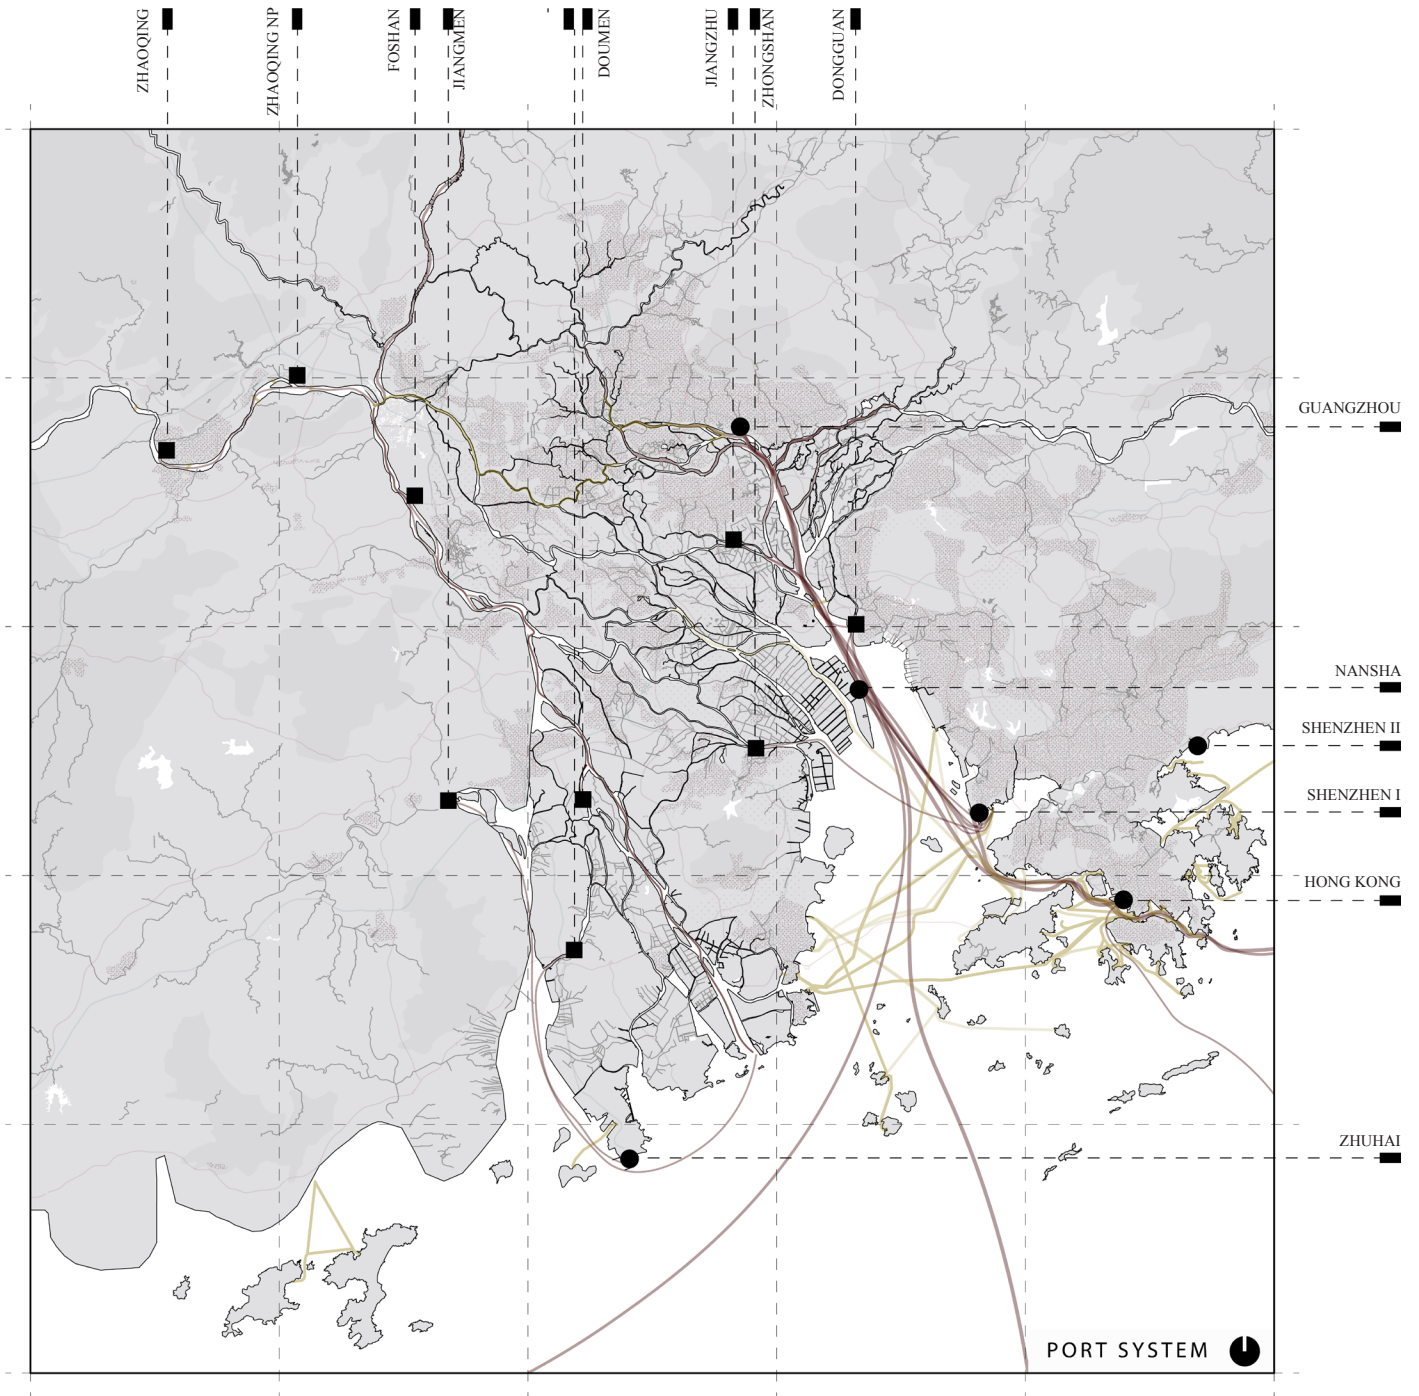 ZHAOQING
ZHAOQING NP
FOSHAN
JIANGMEN
DOUMEN
JIANGZHU
ZHONGSHAN
DONGGUAN
GUANGZHOU
NANSHA
SHENZHEN II
SHENZHEN I
HONG KONG
ZHUHAI
PORT SYSTEM